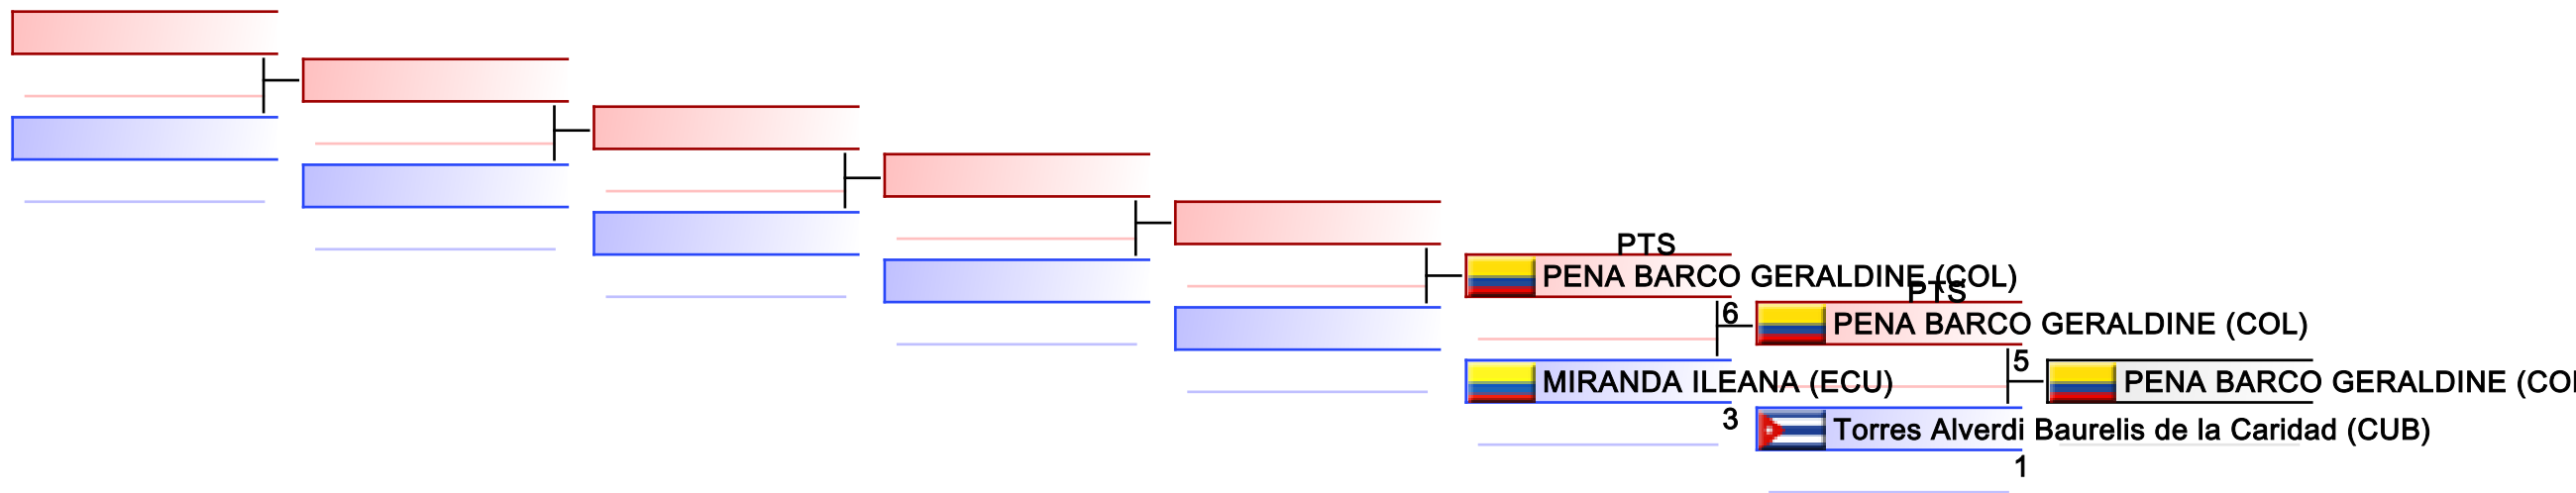 PTS
PENA BARCO GERALDINE (COL)
PTS
6
PENA BARCO GERALDINE (COL)
5
MIRANDA ILEANA (ECU)
PENA BARCO GERALDINE (CO
3
Torres Alverdi Baurelis de la Caridad (CUB)
1